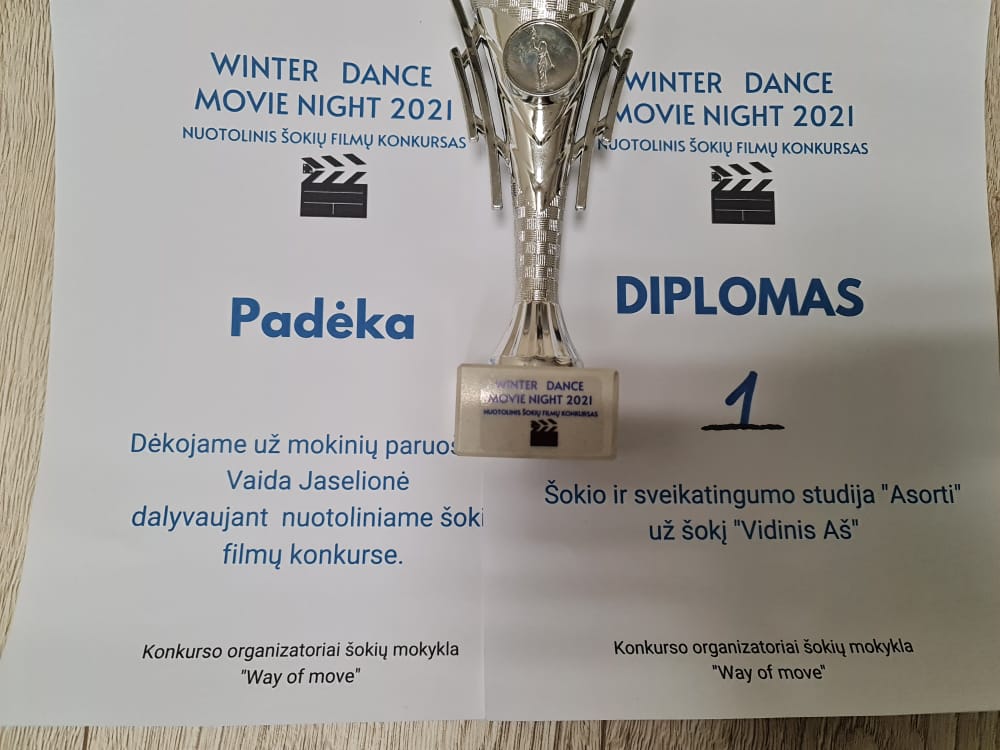 WINTER DANCE
MOVIE NIGHT 2021
NUOTOLINIS ŠOKIŲ FILMŲ KONKURSAS
Padėka
Dėkojame už mokinių
Vaida Jaselionė
dalyvaujant nuotoliniame
filmų konkurse.
Konkurso organizatoriai šokių mokykla
"Way of move"
WINTER DANCE
MOVIE NIGHT 2021
NUOTOLINIS ŠOKIŲ FILMŲ KONKURSAS
WINTER DANCE
MOVIE NIGHT 2021
NUOTOLINIS ŠOKIŲ FILMŲ KONKURSAS
DIPLOMAS
1
Šokio ir sveikatingumo studija "Asorti"
už šokį "Vidinis Aš"
Konkurso organizatoriai šokių mokykla
"Way of move"